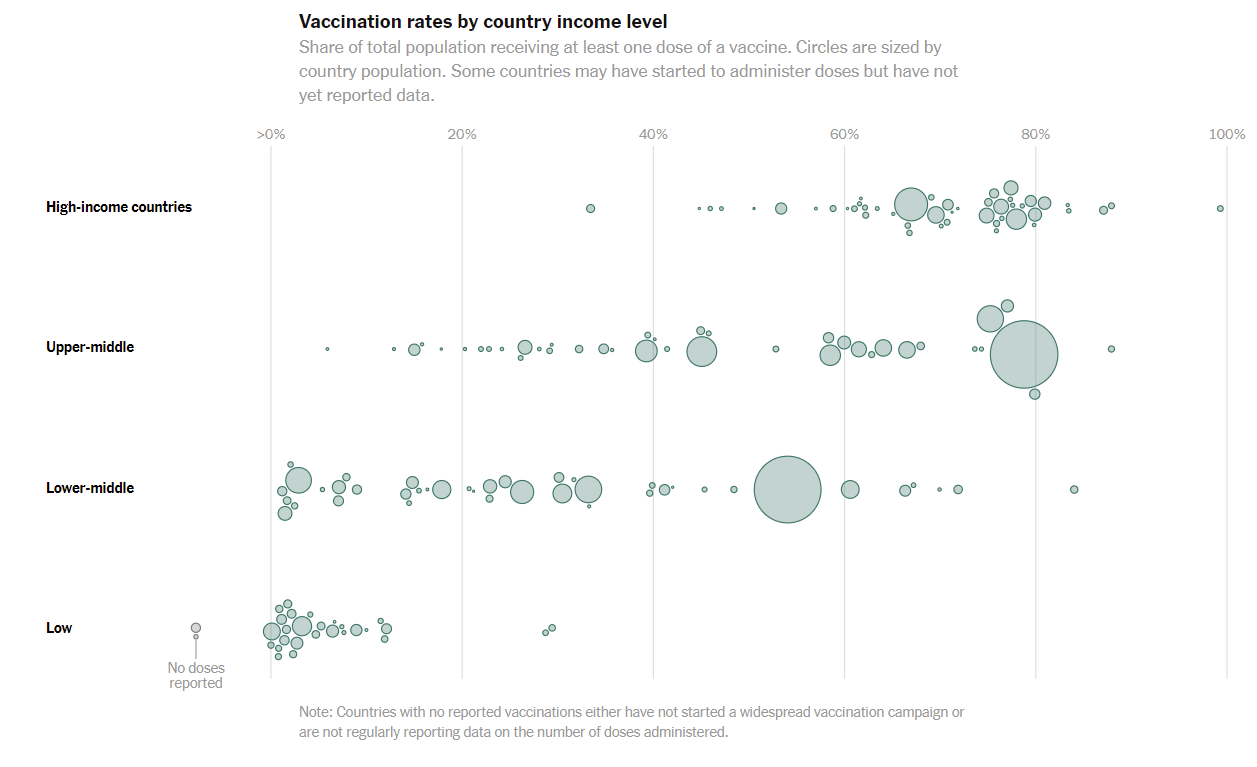 Vaccination rates by country income level
Share of total population receiving at least one dose of a vaccine. Circles are sized by
country population. Some countries may have started to administer doses but have not
yet reported data.
>0% 20% 40% 60% 80% 100%
High-income countries
Upper-middle
Lower-middle
Low
No doses
reported
Note: Countries with no reported vaccinations either have not started a widespread vaccination campaign or
are not regularly reporting data on the number of doses administered.